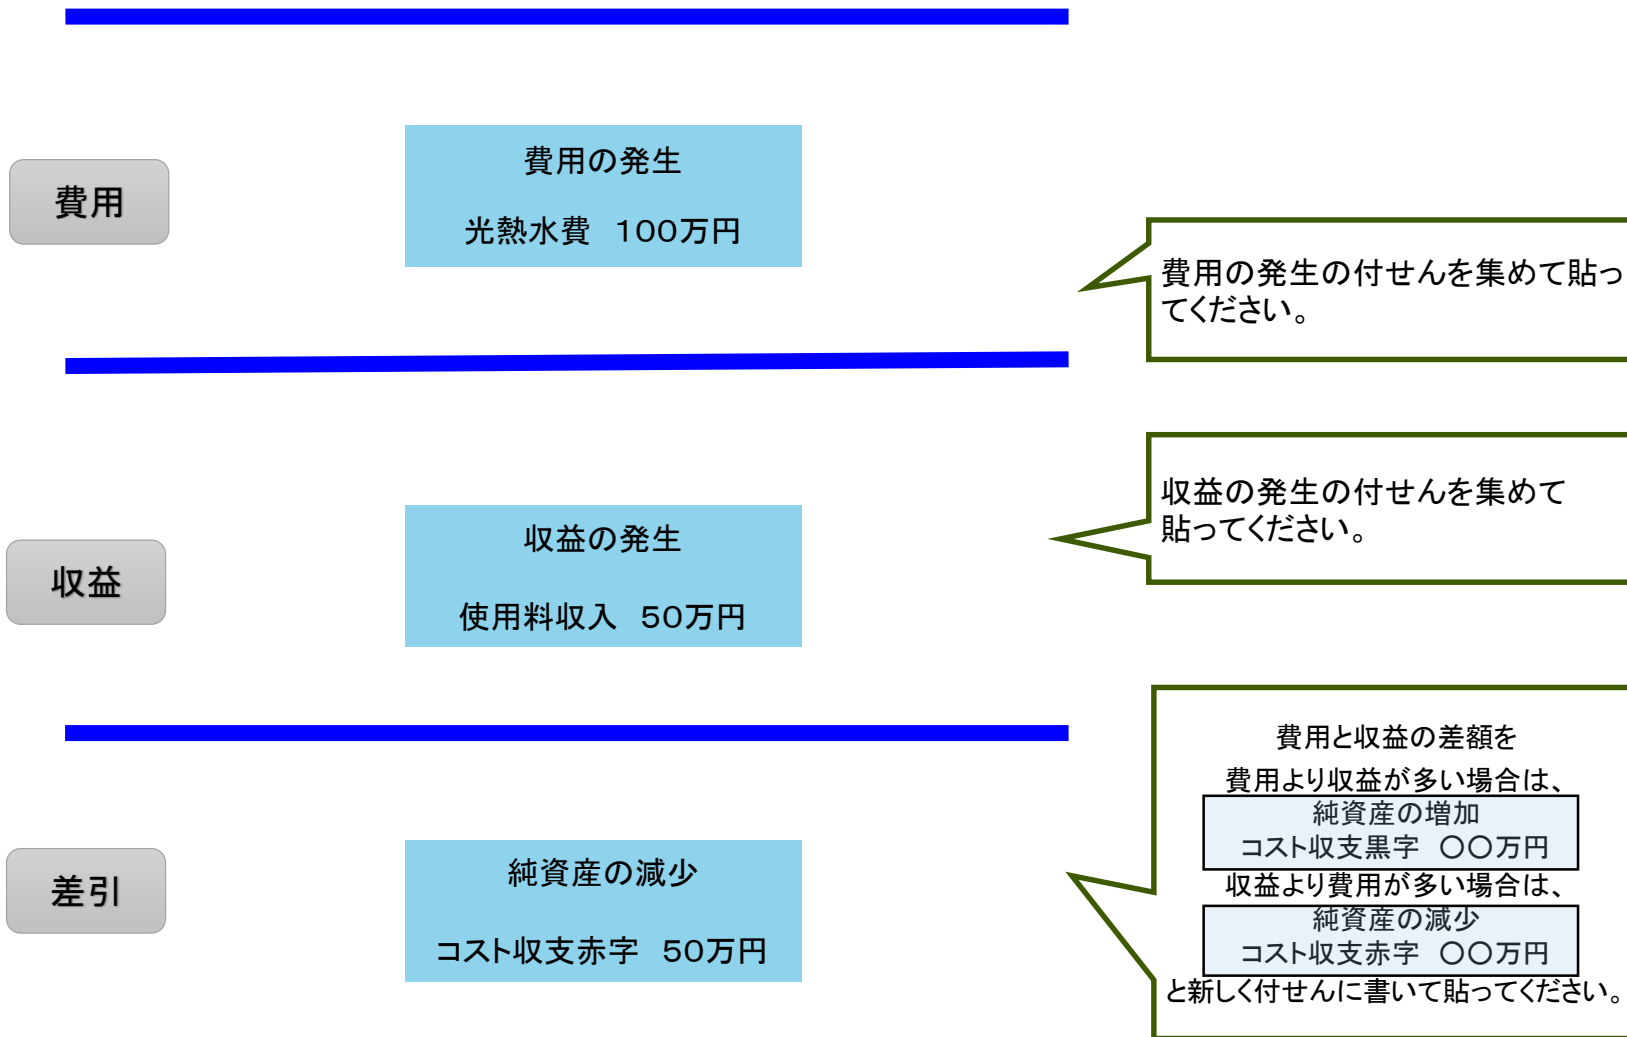 費用
費用の発生
光熱水費　100万円
費用の発生の付せんを集めて貼っ
てください。
収益
収益の発生
使用料収入　50万円
収益の発生の付せんを集めて
貼ってください。
差引
純資産の減少
コスト収支赤字　50万円
費用と収益の差額を
費用より収益が多い場合は、
純資産の増加
コスト収支黒字　〇〇万円
収益より費用が多い場合は、
純資産の減少
コスト収支赤字　〇〇万円
と新しく付せんに書いて貼ってください。